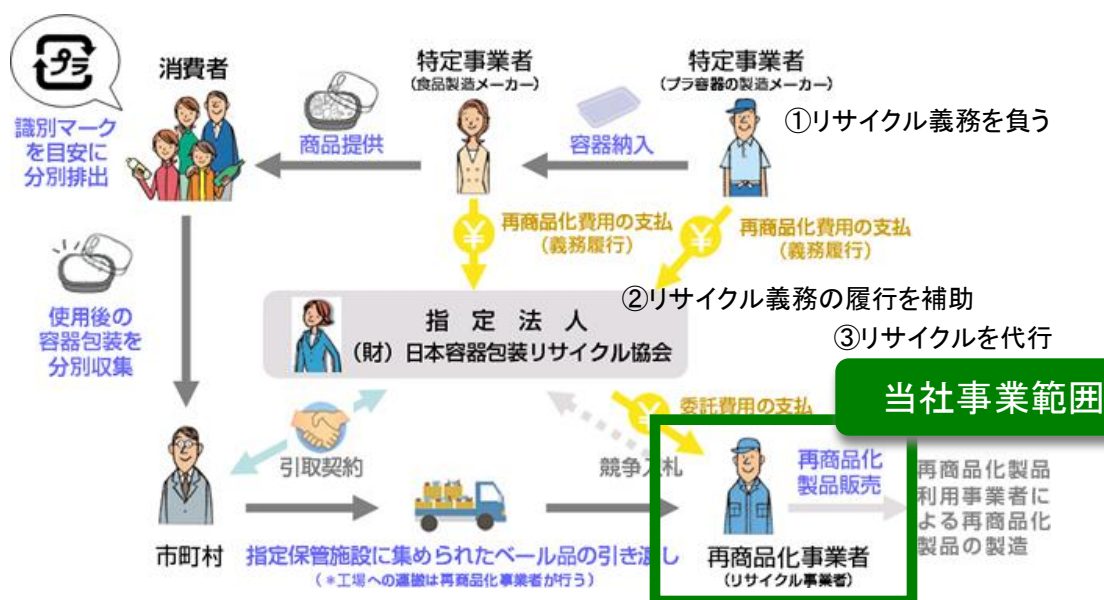 プラ
識別マーク
を目安に
分別排出
消費者
商品提供
特定事業者
(食品製造メーカー)
容器納入
特定事業者
(プラ容器の製造メーカー)
①リサイクル義務を負う
再商品化費用の支払
(義務履行)
再商品化費用の支払
(義務履行)
¥
¥
②リサイクル義務の履行を補助
③リサイクルを代行
使用後の
容器包装を
分別収集
指定法人
(財)日本容器包装リサイクル協会
当社事業範囲
¥
委託費用の支払
引取契約
競争入札
再商品化
製品販売
再商品化製品
利用事業者に
よる再商品化
製品の製造
市町村
指定保管施設に集められたベール品の引き渡し
(*工場への運搬は再商品化事業者が行う)
再商品化事業者
(リサイクル事業者)